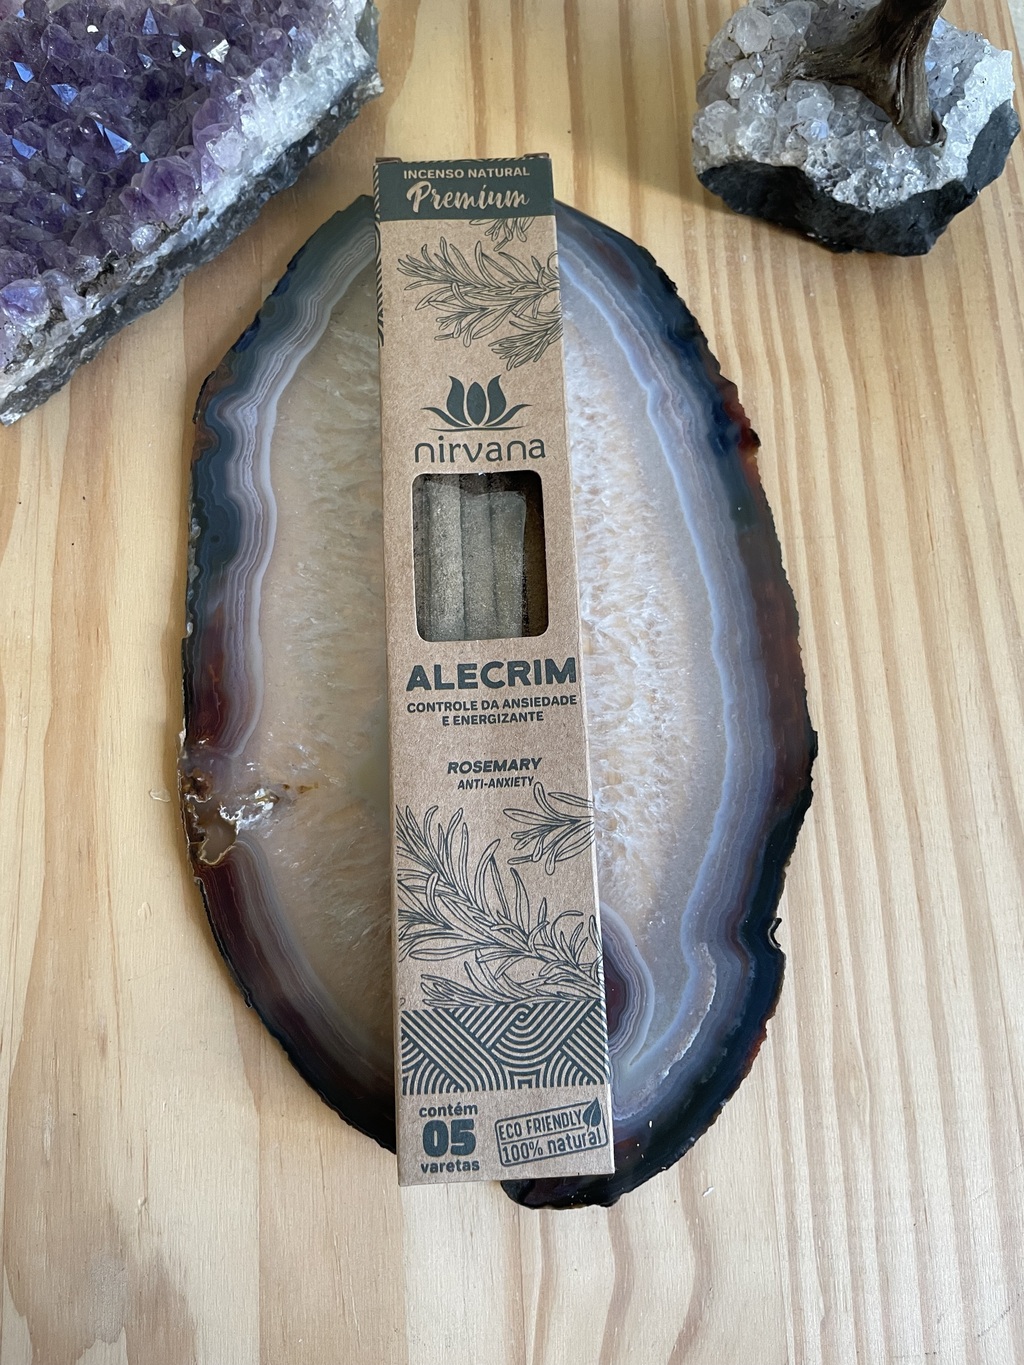 INCENSO NATURAL
Premium
nirvana
ALECRIM
CONTROLE DA ANSIEDADE
E ENERGIZANTE
ROSEMARY
ANTI-ANXIETY
contém
05
varetas
ECO FRIENDLY
100% natural